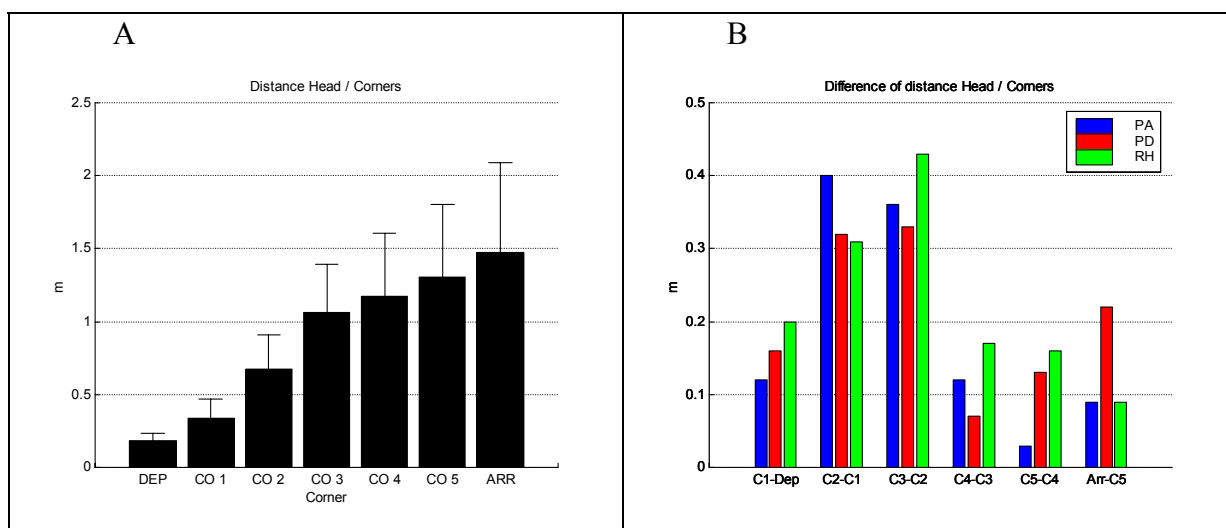 A
Distance Head / Corners
2.5
2
1.5
1
0.5
0
m
DEP CO 1 CO 2 CO 3 CO 4 CO 5 ARR
Corner
B
Difference of distance Head / Corners
0.5
0.4
0.3
0.2
0.1
0
m
PA
PD
RH
C1-Dep C2-C1 C3-C2 C4-C3 C5-C4 Arr-C5